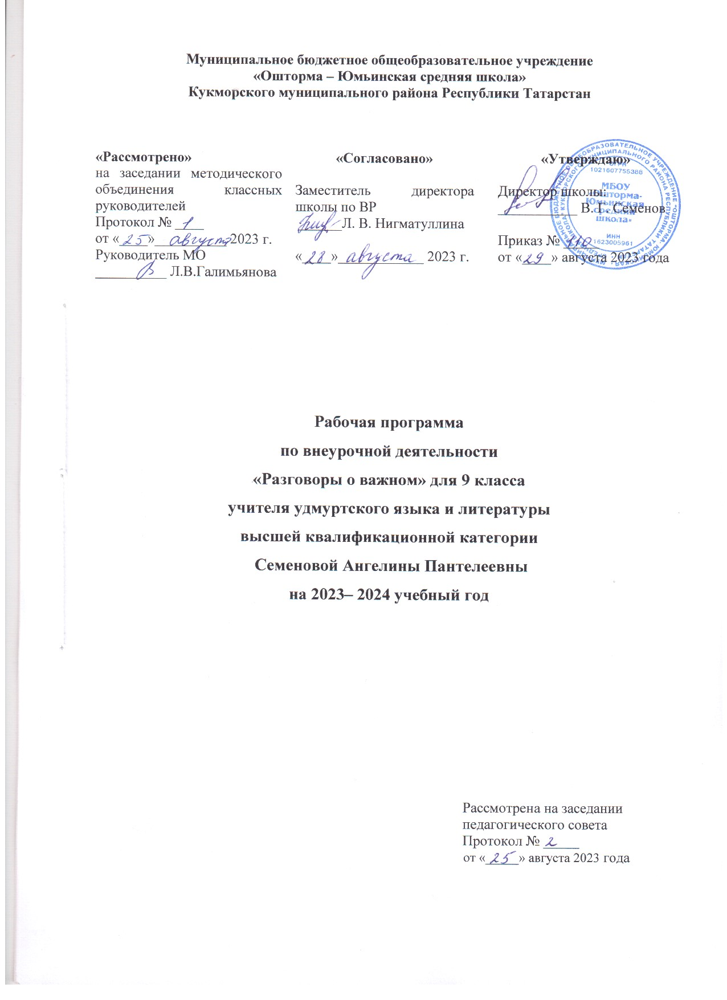 Муниципальное бюджетное общеобразовательное учреждение
«Ошторма – Юмьинская средняя школа»
Кукморского муниципального района Республики Татарстан
«Рассмотрено»
на заседании методического
объединения классных
руководителей
Протокол № 1
от «25» августа 2023 г.
Руководитель МО
Л.В.Галимьянова
«Согласовано»
Заместитель директора
школы по ВР
Л. В. Нигматуллина
«28» августа 2023 г.
«Утверждаю»
Директор школы:
В. Г. Семенов
Приказ № 110
от «29» августа 2023 года
ОГРН
1021607755388
МБОУ
«Ошторма-
Юмьинская
средняя
школа»
ИНН
1623005961
Рабочая программа
по внеурочной деятельности
«Разговоры о важном» для 9 класса
учителя удмуртского языка и литературы
высшей квалификационной категории
Семеновой Ангелины Пантелеевны
на 2023– 2024 учебный год
Рассмотрена на заседании
педагогического совета
Протокол № 2
от «25» августа 2023 года